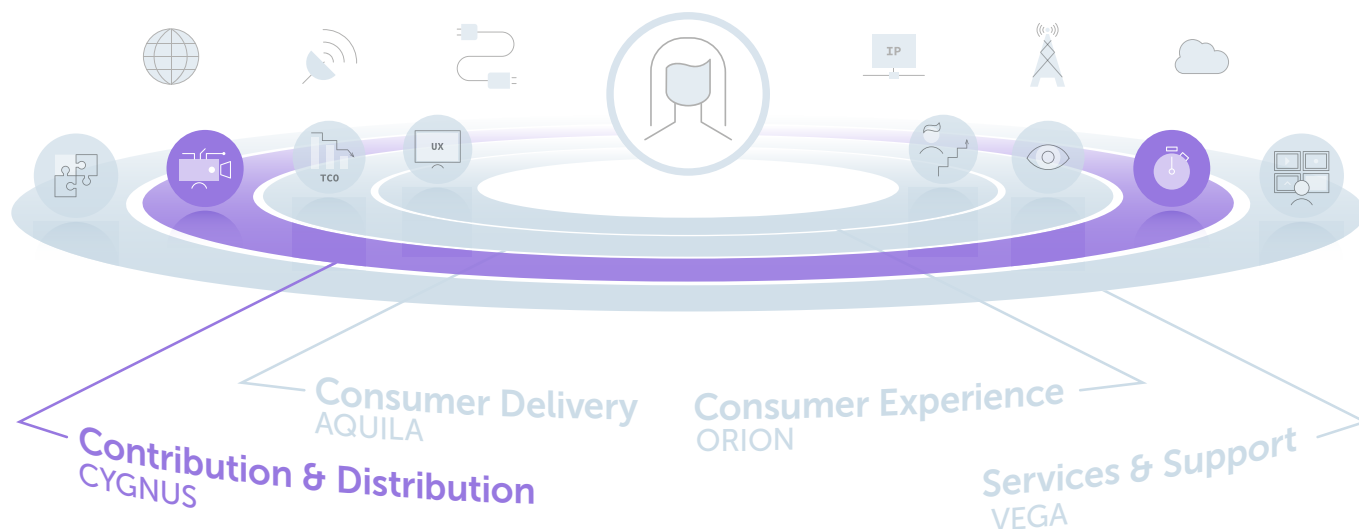 IP
UX
TCO
Consumer Delivery
AQUILA
Consumer Experience
ORION
Contribution & Distribution
CYGNUS
Services & Support
VEGA